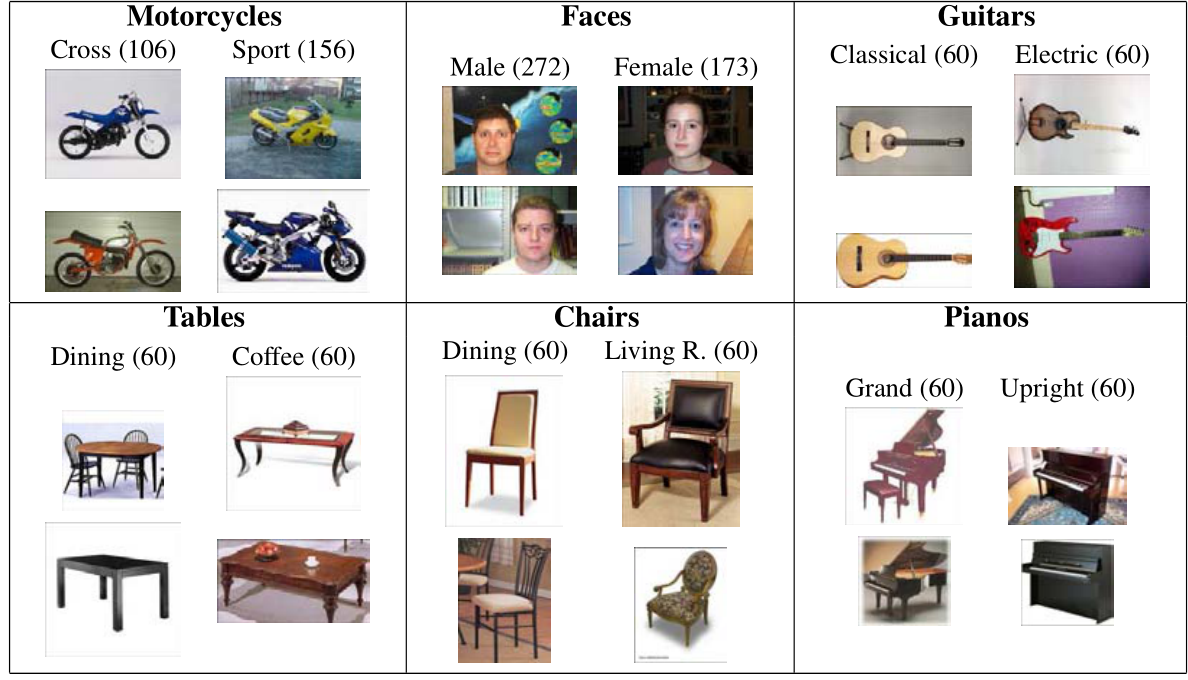 Motorcycles
Cross (106) Sport (156)
Faces
Male (272) Female (173)
Guitars
Classical (60) Electric (60)
Tables
Dining (60) Coffee (60)
Chairs
Dining (60) Living R. (60)
Pianos
Grand (60) Upright (60)